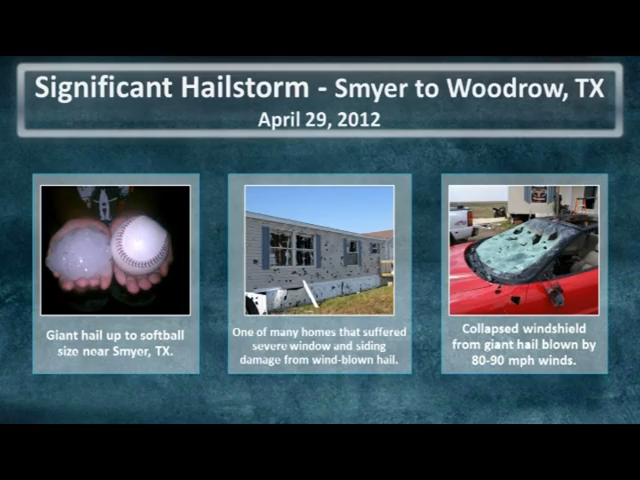 Significant Hailstorm - Smyer to Woodrow, TX
April 29, 2012
Giant hail up to softball
size near Smyer, TX.
One of many homes that suffered
severe window and siding
damage from wind-blown hail.
Collapsed windshield
from giant hail blown by
80-90 mph winds.